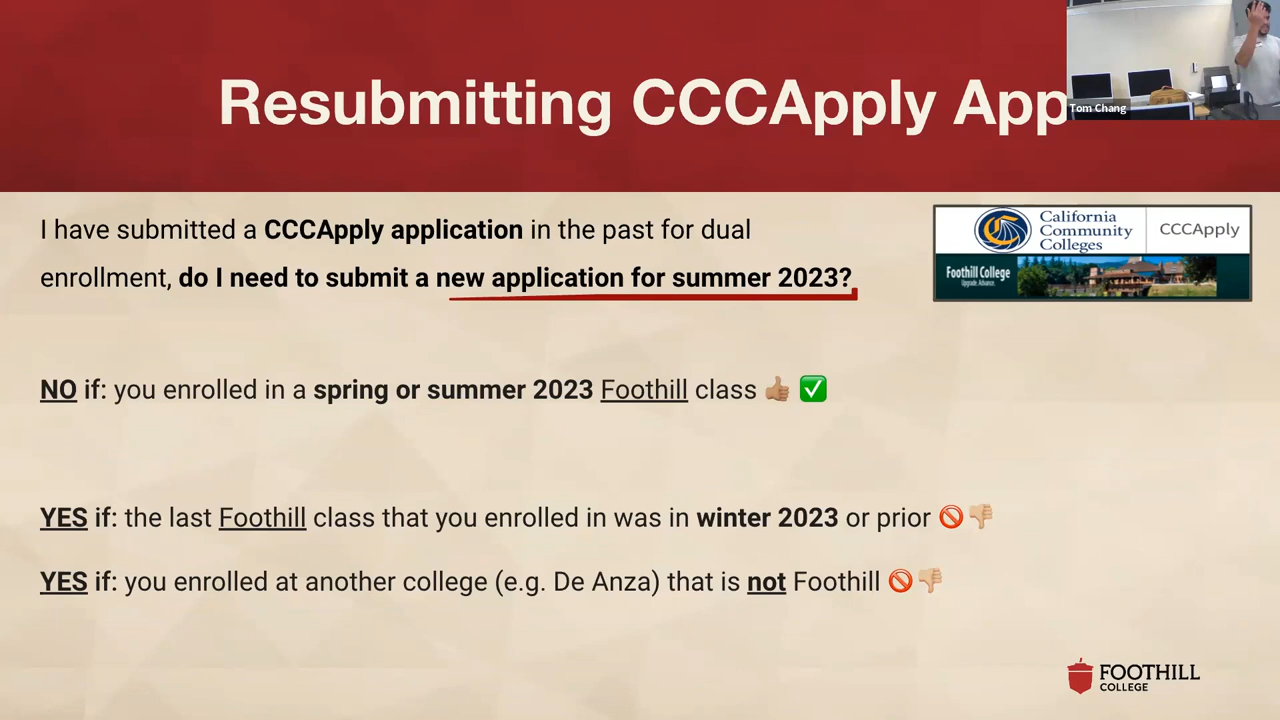 Resubmitting CCCApply App
Tom Chang
I have submitted a CCCApply application in the past for dual
enrollment, do I need to submit a new application for summer 2023?
California
Community
Colleges
CCCApply
Foothill College
Upgrade. Advance.
NO if: you enrolled in a spring or summer 2023 Foothill class 👍🏽 ✅
YES if: the last Foothill class that you enrolled in was in winter 2023 or prior 🚫👎🏼
YES if: you enrolled at another college (e.g. De Anza) that is not Foothill 🚫👎🏼
FOOTHILL
COLLEGE